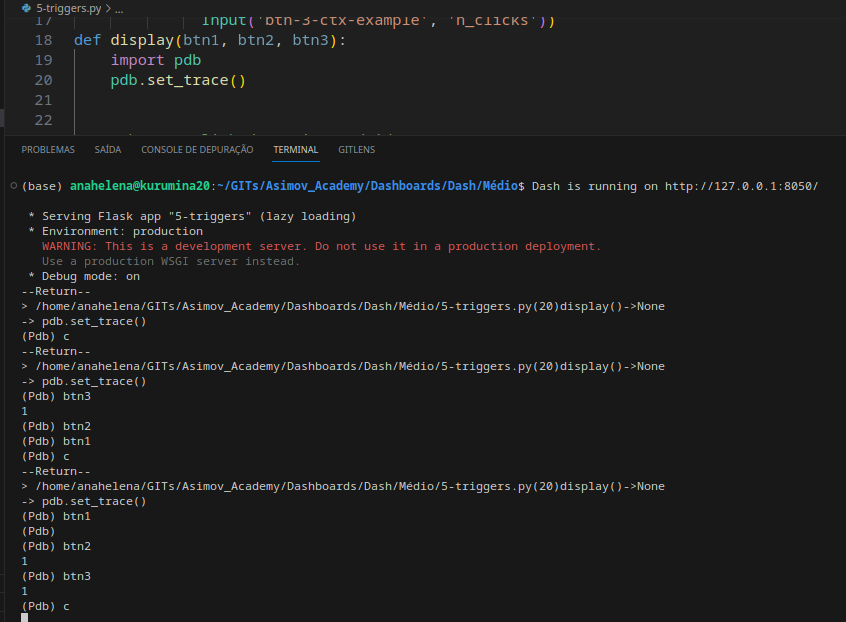 5-triggers.py > ...
17 Input('btn-3-ctx-example', 'n_clicks'))
18 def display(btn1, btn2, btn3):
19 import pdb
20 pdb.set_trace()
21
22
PROBLEMAS SAÍDA CONSOLE DE DEPURAÇÃO TERMINAL GITLENS
(base) anahelena@kurumina20:~/GITs/Asimov_Academy/Dashboards/Dash/Médio$ Dash is running on http://127.0.0.1:8050/
* Serving Flask app "5-triggers" (lazy loading)
* Environment: production
WARNING: This is a development server. Do not use it in a production deployment.
Use a production WSGI server instead.
* Debug mode: on
--Return--
> /home/anahelena/GITs/Asimov_Academy/Dashboards/Dash/Médio/5-triggers.py(20)display()->None
-> pdb.set_trace()
(Pdb) c
--Return--
> /home/anahelena/GITs/Asimov_Academy/Dashboards/Dash/Médio/5-triggers.py(20)display()->None
-> pdb.set_trace()
(Pdb) btn3
1
(Pdb) btn2
(Pdb) btn1
(Pdb) c
--Return--
> /home/anahelena/GITs/Asimov_Academy/Dashboards/Dash/Médio/5-triggers.py(20)display()->None
-> pdb.set_trace()
(Pdb) btn1
(Pdb)
(Pdb) btn2
1
(Pdb) btn3
1
(Pdb) c